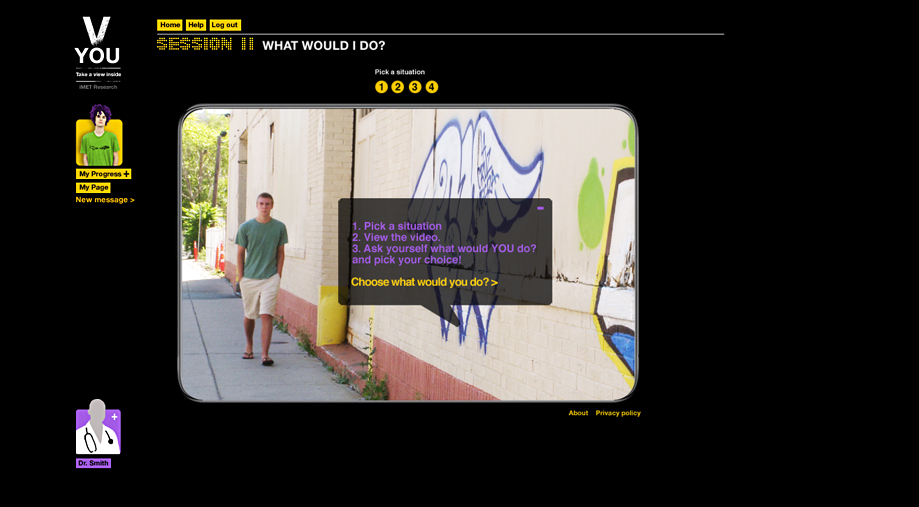 V
YOU
Take a view inside
iMET Research
Home Help Log out
SESSION II WHAT WOULD I DO?
Pick a situation
1 2 3 4
My Progress +
My Page
New message >
1. Pick a situation
2. View the video.
3. Ask yourself what would YOU do?
and pick your choice!
Choose what would you do? >
About Privacy policy
Dr. Smith